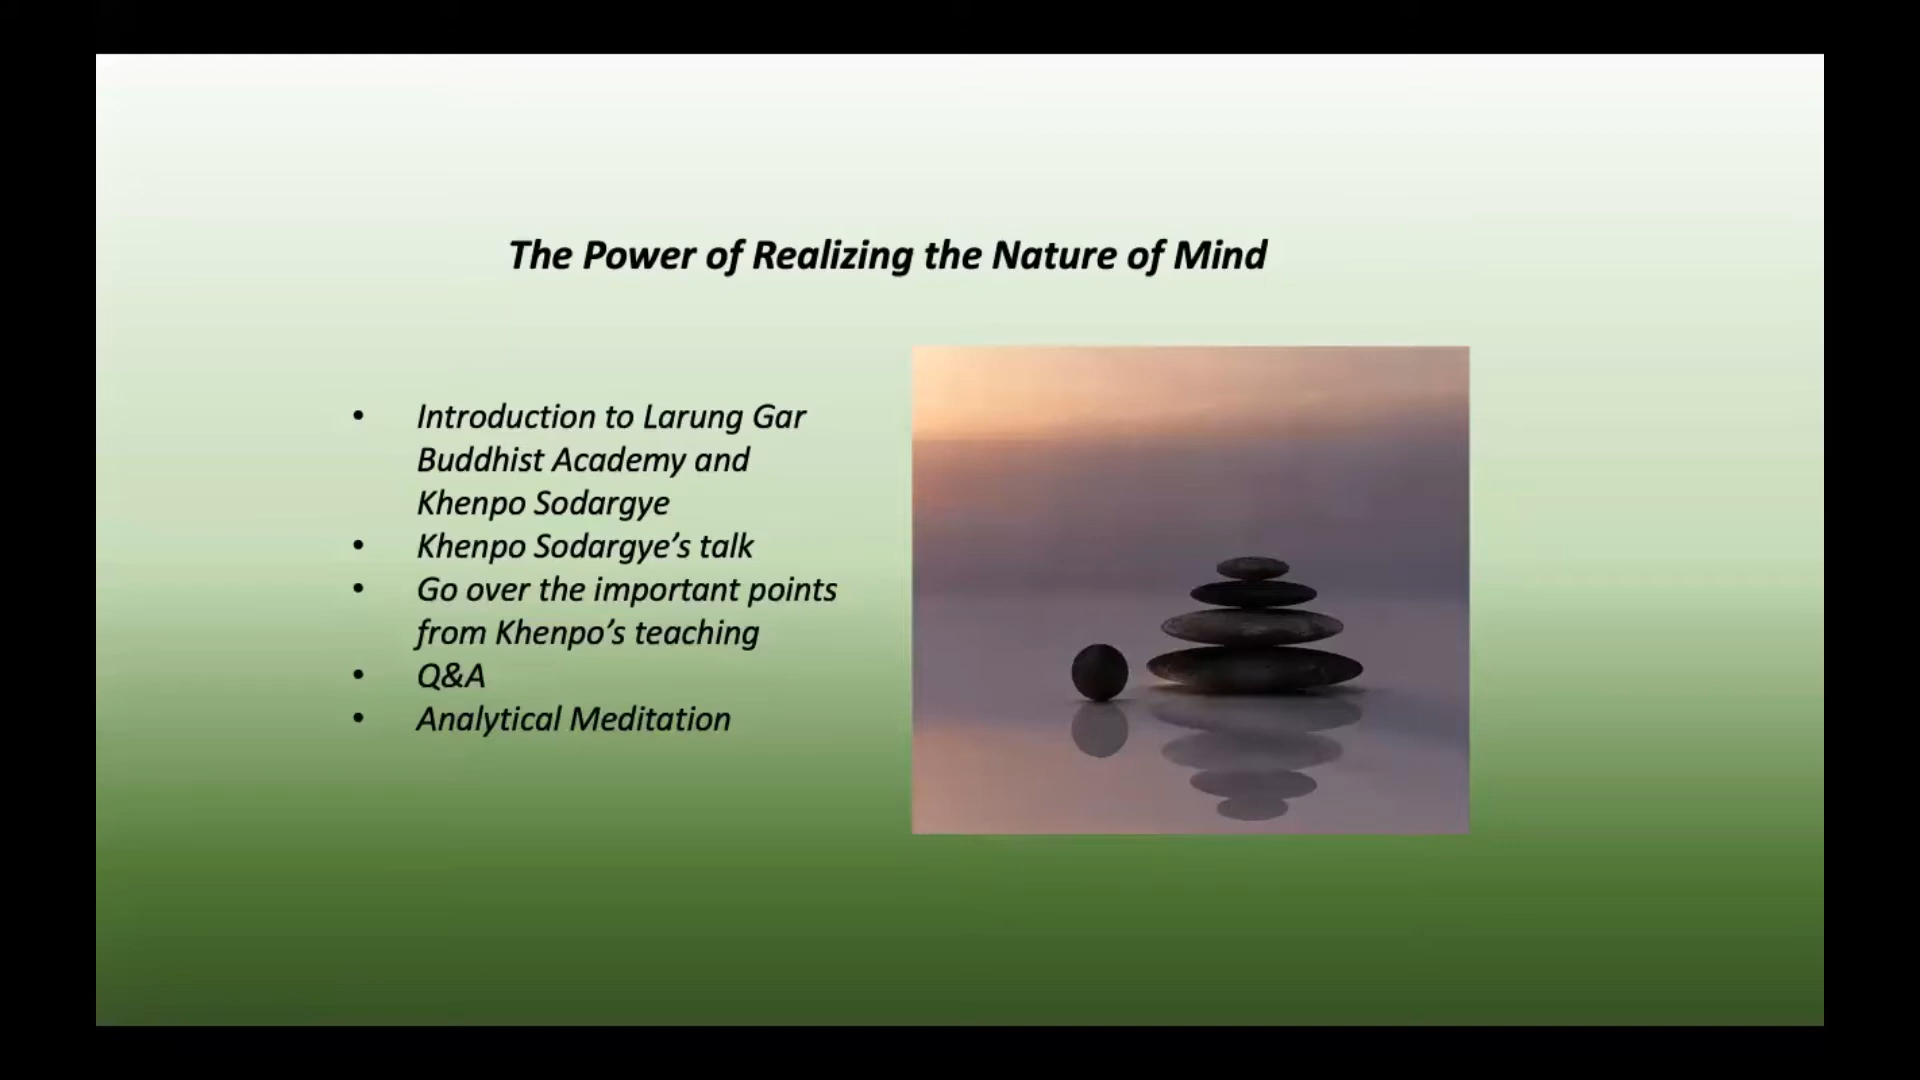 The Power of Realizing the Nature of Mind
• Introduction to Larung Gar
Buddhist Academy and
Khenpo Sodargye
• Khenpo Sodargye’s talk
• Go over the important points
from Khenpo’s teaching
• Q&A
• Analytical Meditation